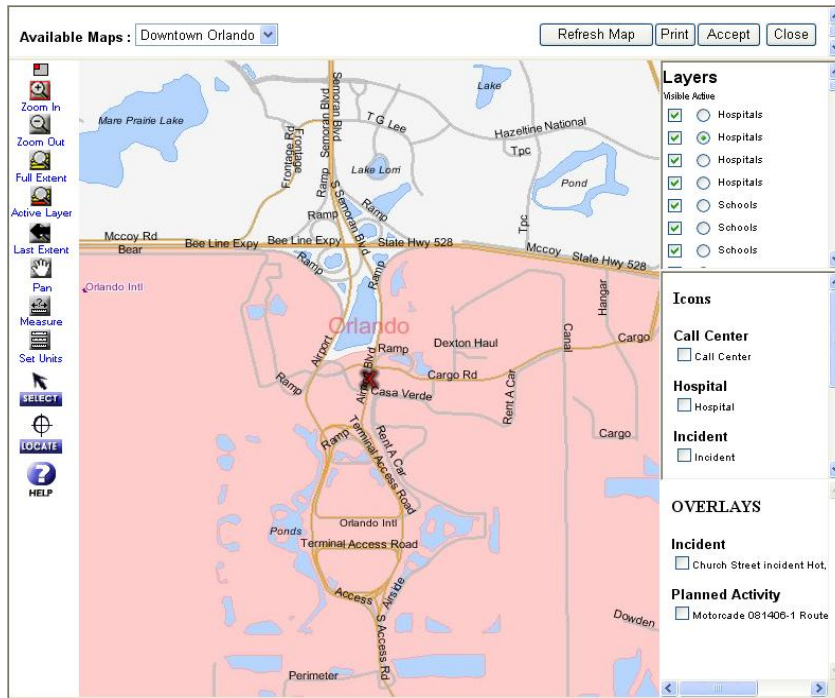 Available Maps : Downtown Orlando
Refresh Map
Print
Accept
Close
Zoom In
Zoom Out
Full Extent
Active Layer
Last Extent
Pan
Measure
Set Units
SELECT
LOCATE
?
HELP
Mare Prairie Lake
Semoran Blvd
Semoran Blvd
Frontage Rd
Frontage
Ramp
S Semoran Blvd
T G Lee
Lake
Hazeltine National
Tpc
Lake Lorri
Pond
Ramp
Ramp
Tpc
Mccoy Rd
Bear
Bee Line Expy
Bee Line Expy
State Hwy 528
Mccoy
State Hwy 528
Ramp
Ramp
Orlando Intl
Orlando
Airport
Ramp
Dexton Haul
Canal
Hangar
Cargo
Cargo Rd
Ramp
Casa Verde
Rent A Car
Cargo
Ramp
Terminal Access Road
Rent A Car
Ponds
Orlando Intl
Terminal Access Road
Access
Airside
S Access Rd
Dowden
Perimeter
Layers
Visible Active
Hospitals
Hospitals
Hospitals
Hospitals
Schools
Schools
Schools
Icons
Call Center
Call Center
Hospital
Hospital
Incident
Incident
OVERLAYS
Incident
Church Street incident Hot,
Planned Activity
Motorcade 081406-1 Route